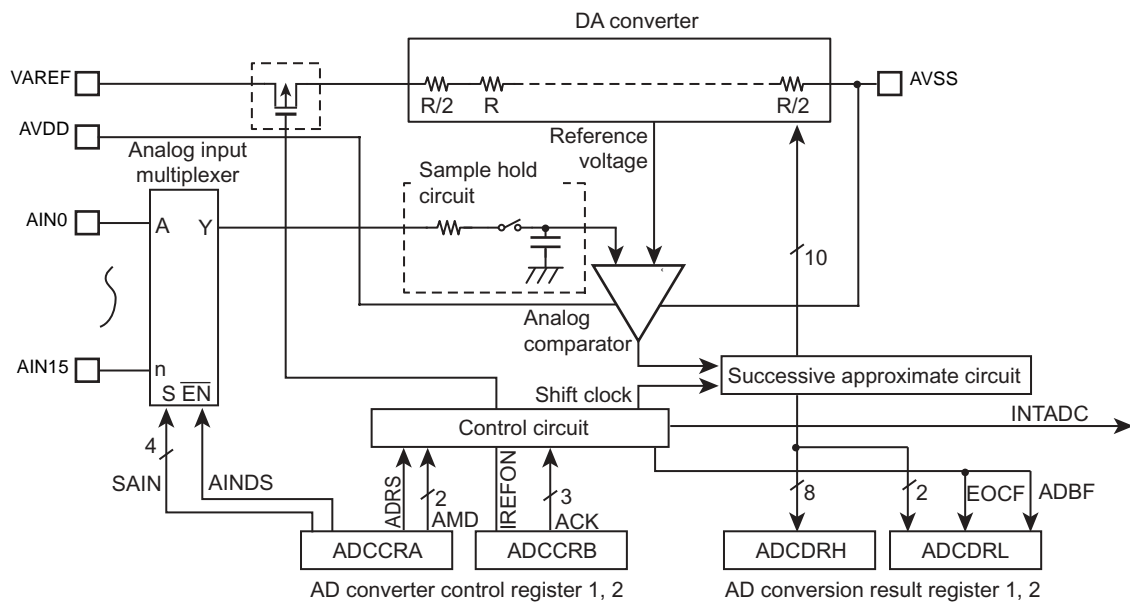 DA converter
VAREF
R/2
R
R/2
AVSS
AVDD
Reference
voltage
Analog input
multiplexer
Sample hold
circuit
AIN0
A
Y
10
Analog
comparator
AIN15
n
S EN
Successive approximate circuit
Shift clock
INTADC
Control circuit
4
SAIN
AINDS
ADRS
2
AMD
IREFON
3
ACK
8
2
EOCF
ADBF
ADCCRA
ADCCRB
ADCDRH
ADCDRL
AD converter control register 1, 2
AD conversion result register 1, 2